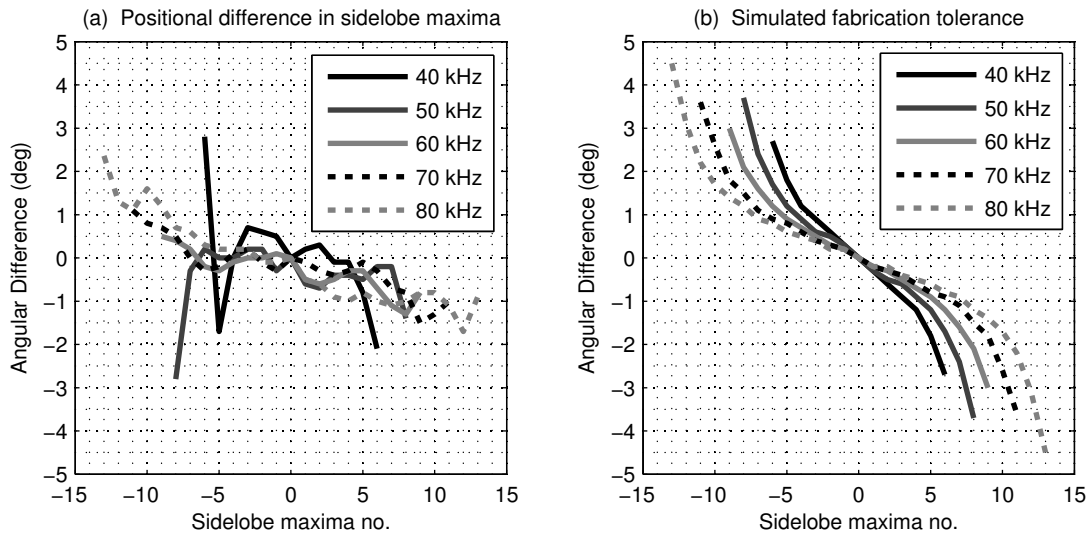 (a) Positional difference in sidelobe maxima
5
4
3
2
1
0
−1
−2
−3
−4
−5
−15
−10
−5
0
5
10
15
Angular Difference (deg)
Sidelobe maxima no.
40 kHz
50 kHz
60 kHz
70 kHz
80 kHz
(b) Simulated fabrication tolerance
5
4
3
2
1
0
−1
−2
−3
−4
−5
−15
−10
−5
0
5
10
15
Angular Difference (deg)
Sidelobe maxima no.
40 kHz
50 kHz
60 kHz
70 kHz
80 kHz